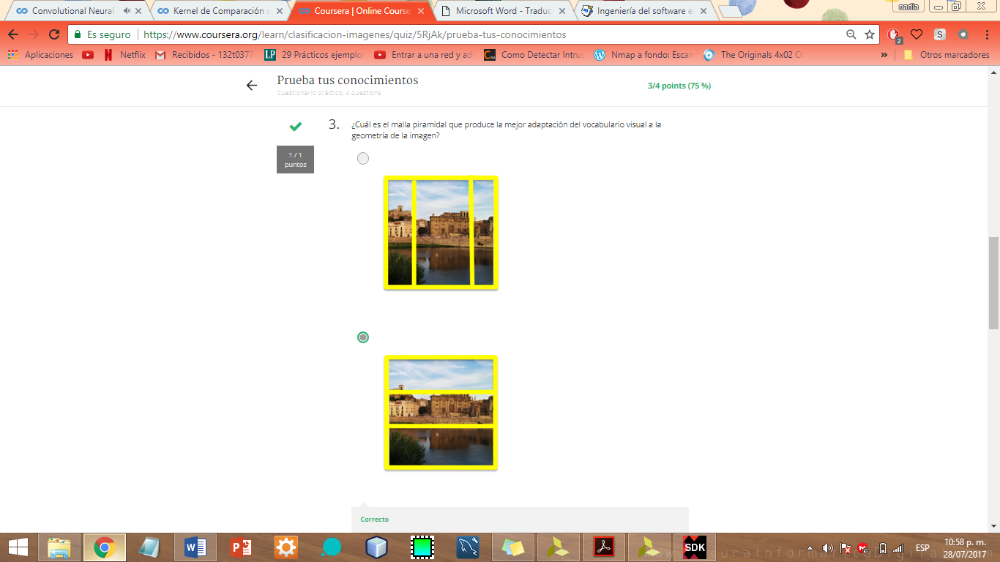 Convolutional Neural
Kernel de Comparación
Coursera | Online Course
Microsoft Word - Traduc
Ingeniería del software e
nadia
Es seguro
https://www.coursera.org/learn/clasificacion-imagenes/quiz/5RjAk/prueba-tus-conocimientos
2
Aplicaciones
Netflix
Recibidos - 132t0377
29 Prácticos ejemplo
Entrar a una red y ad
Como Detectar Intrus
Nmap a fondo: Escan
The Originals 4x02
»
Otros marcadores
Prueba tus conocimientos
Cuestionario práctico, 4 questions
3/4 points (75 %)
3.
¿Cuál es el malla piramidal que produce la mejor adaptación del vocabulario visual a la
geometría de la imagen?
1 / 1
puntos
Correcto
SDK
ESP
10:58 p. m.
28/07/2017